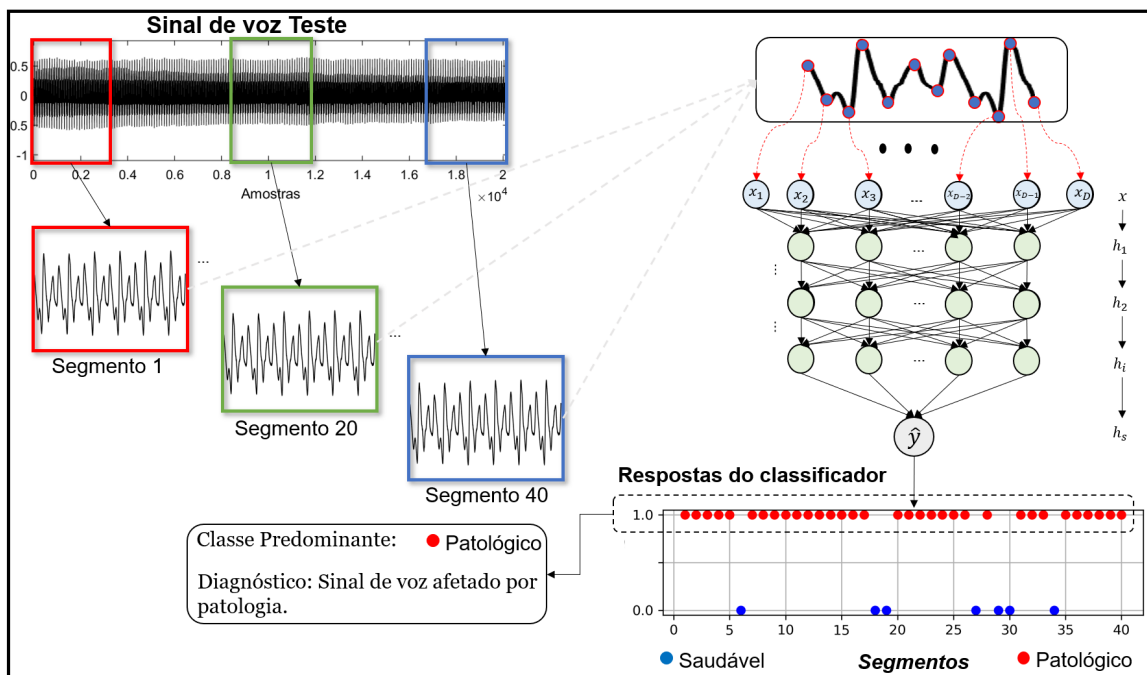 Sinal de voz Teste
0.5
0
0.5
-1
0 0.2 0.4 0.6 0.8 1 1.2 1.4 1.6 1.8 2
Amostras
×10⁴
...
Segmento 1
...
Segmento 20
Segmento 40
x₁ x₂ x₃ ... x_{D−2} x_{D−1} x_D x
... h₁
⋮
... h₂
⋮
... h_i
ŷ h_s
Respostas do classificador
1.0
0.0
0 5 10 15 20 25 30 35 40
Saudável Segmentos Patológico
Classe Predominante: Patológico
Diagnóstico: Sinal de voz afetado por
patologia.